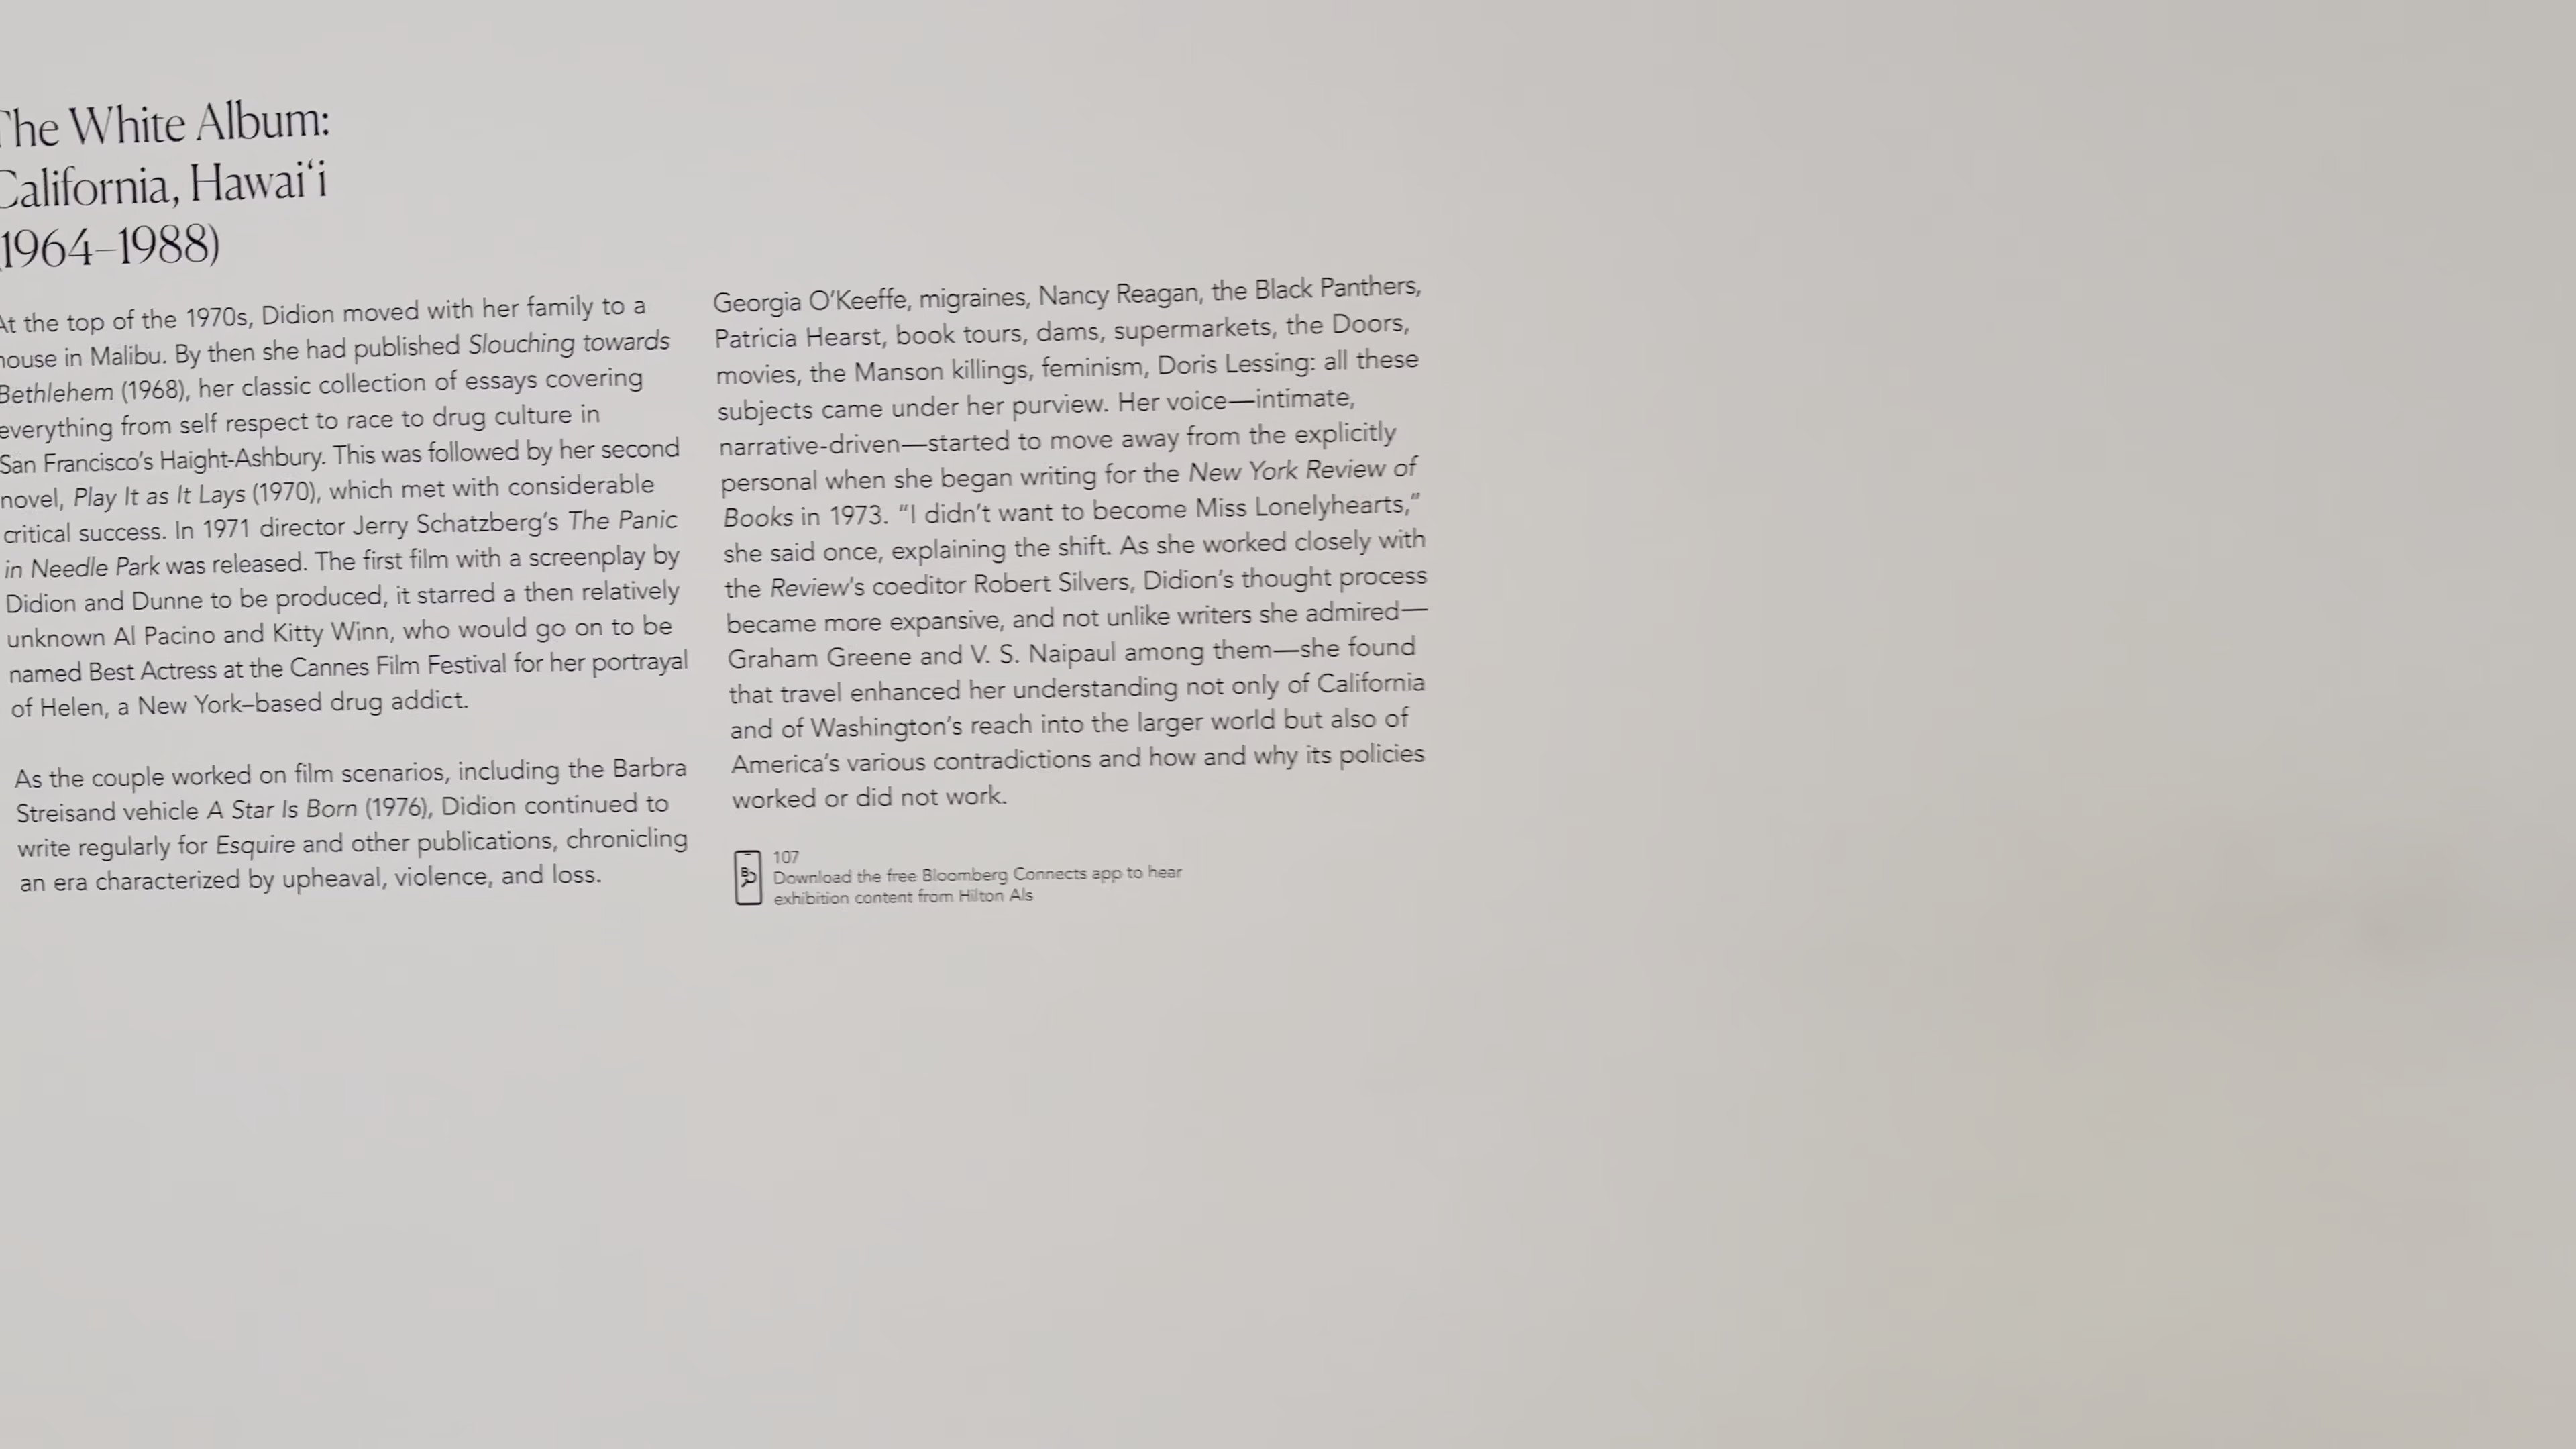 The White Album:
California, Hawaiʻi
(1964–1988)
At the top of the 1970s, Didion moved with her family to a
house in Malibu. By then she had published Slouching towards
Bethlehem (1968), her classic collection of essays covering
everything from self respect to race to drug culture in
San Francisco’s Haight-Ashbury. This was followed by her second
novel, Play It as It Lays (1970), which met with considerable
critical success. In 1971 director Jerry Schatzberg’s The Panic
in Needle Park was released. The first film with a screenplay by
Didion and Dunne to be produced, it starred a then relatively
unknown Al Pacino and Kitty Winn, who would go on to be
named Best Actress at the Cannes Film Festival for her portrayal
of Helen, a New York–based drug addict.
As the couple worked on film scenarios, including the Barbra
Streisand vehicle A Star Is Born (1976), Didion continued to
write regularly for Esquire and other publications, chronicling
an era characterized by upheaval, violence, and loss.
Georgia O’Keeffe, migraines, Nancy Reagan, the Black Panthers,
Patricia Hearst, book tours, dams, supermarkets, the Doors,
movies, the Manson killings, feminism, Doris Lessing: all these
subjects came under her purview. Her voice—intimate,
narrative-driven—started to move away from the explicitly
personal when she began writing for the New York Review of
Books in 1973. “I didn’t want to become Miss Lonelyhearts,”
she said once, explaining the shift. As she worked closely with
the Review’s coeditor Robert Silvers, Didion’s thought process
became more expansive, and not unlike writers she admired—
Graham Greene and V. S. Naipaul among them—she found
that travel enhanced her understanding not only of California
and of Washington’s reach into the larger world but also of
America’s various contradictions and how and why its policies
worked or did not work.
107
Download the free Bloomberg Connects app to hear
exhibition content from Hilton Als